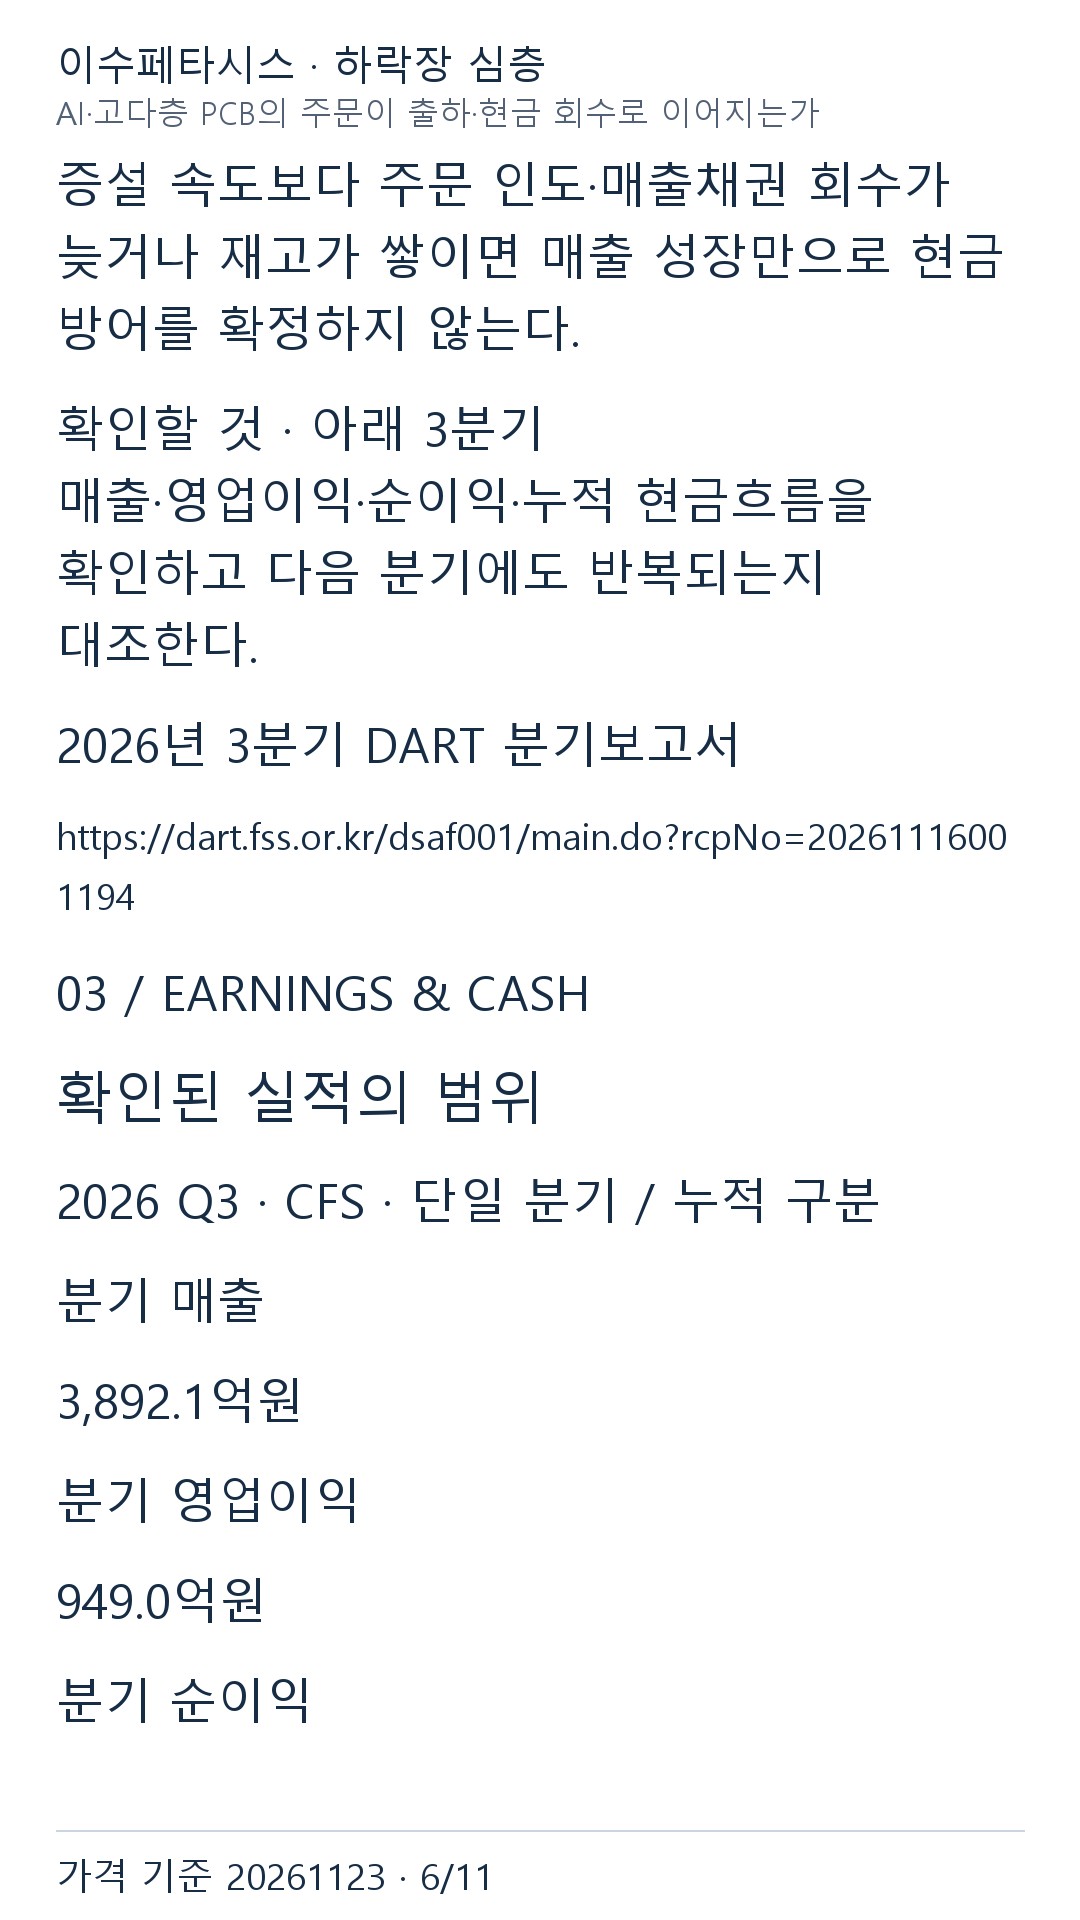 이수페타시스 · 하락장 심층
AI·고다층 PCB의 주문이 출하·현금 회수로 이어지는가
증설 속도보다 주문 인도·매출채권 회수가
늦거나 재고가 쌓이면 매출 성장만으로 현금
방어를 확정하지 않는다.
확인할 것 · 아래 3분기
매출·영업이익·순이익·누적 현금흐름을
확인하고 다음 분기에도 반복되는지
대조한다.
2026년 3분기 DART 분기보고서
https://dart.fss.or.kr/dsaf001/main.do?rcpNo=2026111600
1194
03 / EARNINGS & CASH
확인된 실적의 범위
2026 Q3 · CFS · 단일 분기 / 누적 구분
분기 매출
3,892.1억원
분기 영업이익
949.0억원
분기 순이익
가격 기준 20261123 · 6/11